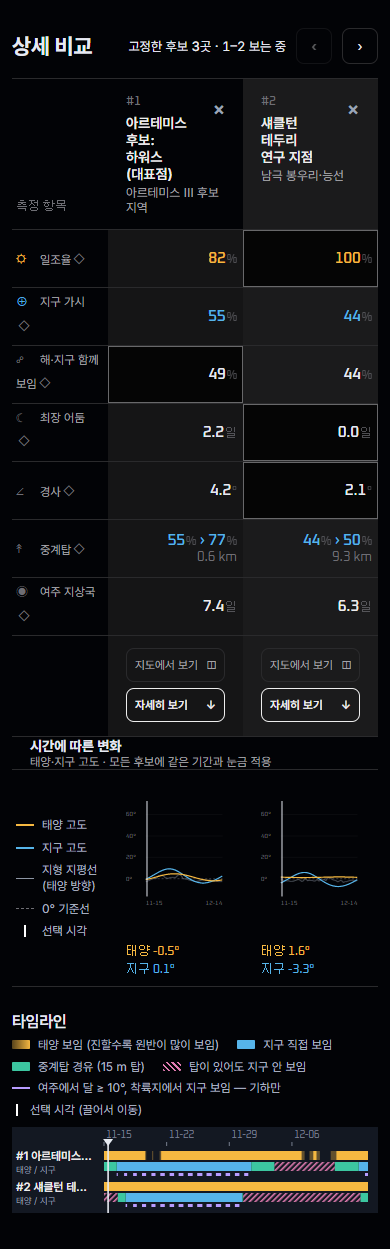 상세 비교
고정한 후보 3곳 · 1–2 보는 중
‹
›
측정 항목
#1
×
아르테미스
후보:
하워스
(대표점)
아르테미스 III 후보
지역
#2
×
섀클턴
테두리
연구 지점
남극 봉우리·능선
일조율 ◇
82%
100%
지구 가시
◇
55%
44%
해·지구 함께
보임 ◇
49%
44%
최장 어둠
◇
2.2일
0.0일
경사 ◇
4.2°
2.1°
중계탑 ◇
55% › 77%
0.6 km
44% › 50%
9.3 km
여주 지상국
◇
7.4일
6.3일
지도에서 보기
지도에서 보기
자세히 보기 ↓
자세히 보기 ↓
시간에 따른 변화
태양·지구 고도 · 모든 후보에 같은 기간과 눈금 적용
태양 고도
지구 고도
지형 지평선
(태양 방향)
0° 기준선
선택 시각
60°
40°
20°
0°
11-15
12-14
태양 -0.5°
지구 0.1°
60°
40°
20°
0°
11-15
12-14
태양 1.6°
지구 -3.3°
타임라인
태양 보임 (진할수록 원반이 많이 보임)
지구 직접 보임
중계탑 경유 (15 m 탑)
탑이 있어도 지구 안 보임
여주에서 달 ≥ 10°, 착륙지에서 지구 보임 — 기하만
선택 시각 (끌어서 이동)
11-15
11-22
11-29
12-06
#1 아르테미스…
태양 / 지구
#2 섀클턴 테…
태양 / 지구